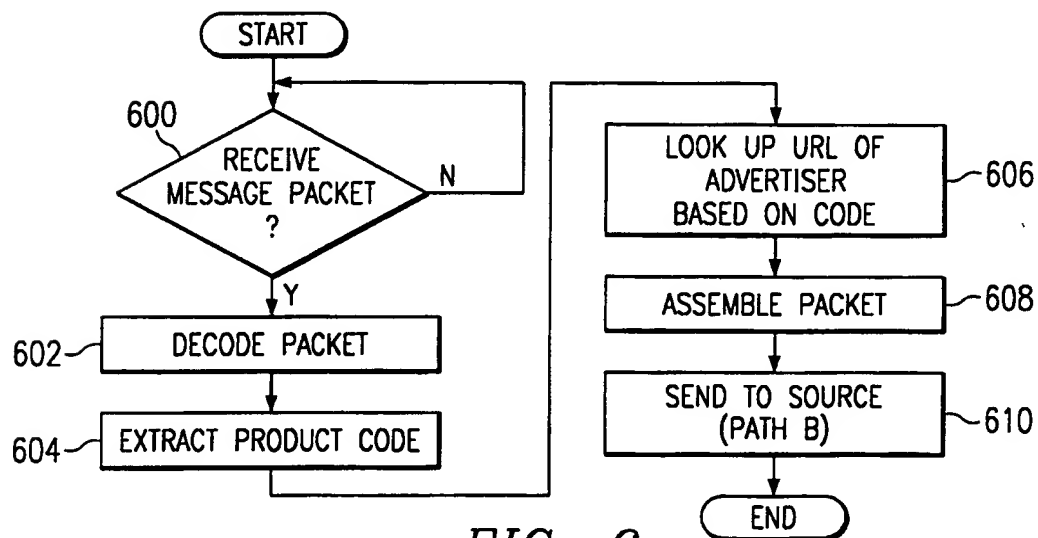 START
600
RECEIVE
MESSAGE PACKET
?
N
Y
602
DECODE PACKET
604
EXTRACT PRODUCT CODE
LOOK UP URL OF
ADVERTISER
BASED ON CODE
606
ASSEMBLE PACKET
608
SEND TO SOURCE
(PATH B)
610
END